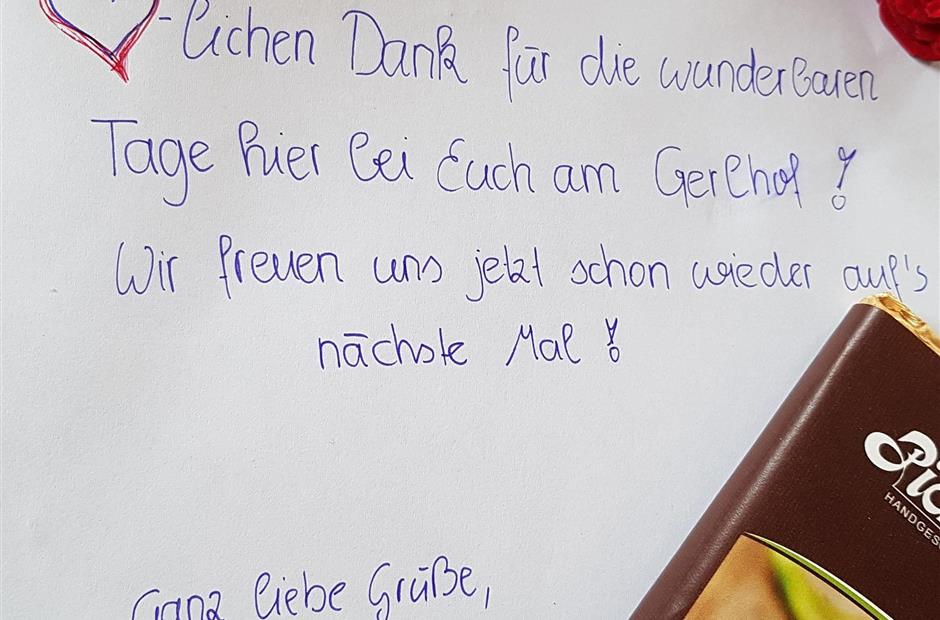 -lichen Dank für die wunderbaren
Tage hier bei Euch am Gerlhof!
Wir freuen uns jetzt schon wieder auf's
nächste Mal!
Ganz liebe Grüße,